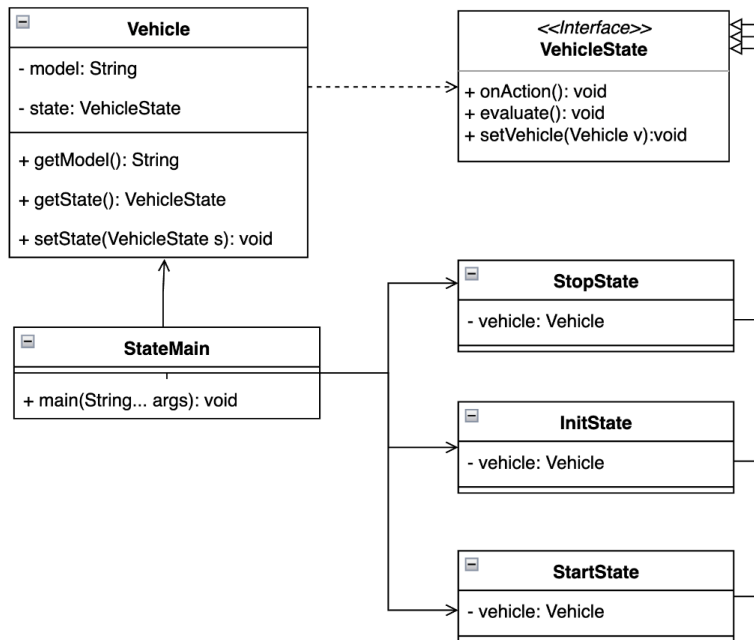 Vehicle
- model: String
- state: VehicleState
+ getModel(): String
+ getState(): VehicleState
+ setState(VehicleState s): void
<<Interface>>
VehicleState
+ onAction(): void
+ evaluate(): void
+ setVehicle(Vehicle v):void
StateMain
+ main(String... args): void
StopState
- vehicle: Vehicle
InitState
- vehicle: Vehicle
StartState
- vehicle: Vehicle